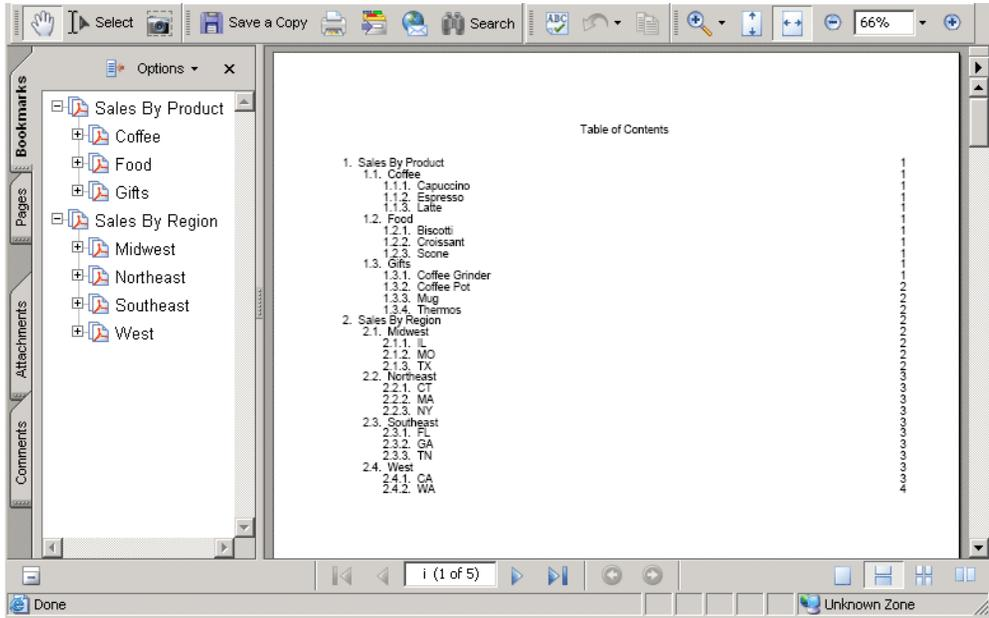 Select
Save a Copy
Search
ABC
66%
Bookmarks
Pages
Attachments
Comments
Options
Sales By Product
Coffee
Food
Gifts
Sales By Region
Midwest
Northeast
Southeast
West
Table of Contents
1. Sales By Product 1
1.1. Coffee 1
1.1.1. Capuccino 1
1.1.2. Espresso 1
1.1.3. Latte 1
1.2. Food 1
1.2.1. Biscotti 1
1.2.2. Croissant 1
1.2.3. Scone 1
1.3. Gifts 1
1.3.1. Coffee Grinder 1
1.3.2. Coffee Pot 2
1.3.3. Mug 2
1.3.4. Thermos 2
2. Sales By Region 2
2.1. Midwest 2
2.1.1. IL 2
2.1.2. MO 2
2.1.3. TX 2
2.2. Northeast 3
2.2.1. CT 3
2.2.2. MA 3
2.2.3. NY 3
2.3. Southeast 3
2.3.1. FL 3
2.3.2. GA 3
2.3.3. TN 3
2.4. West 3
2.4.1. CA 3
2.4.2. WA 4
i (1 of 5)
Done
Unknown Zone